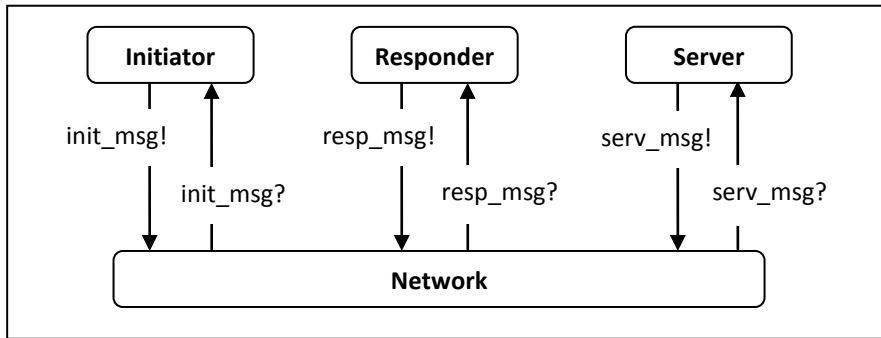 Initiator Responder Server
init_msg! resp_msg! serv_msg!
init_msg? resp_msg? serv_msg?
Network